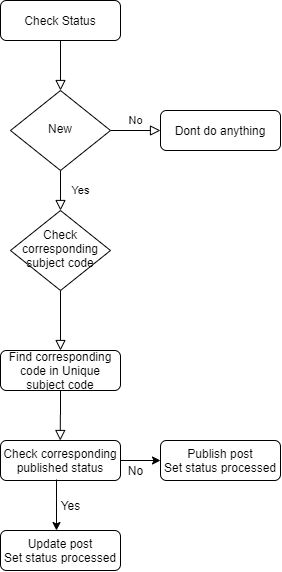 Check Status
New
No
Dont do anything
Yes
Check
corresponding
subject code
Find corresponding
code in Unique
subject code
Check corresponding
published status
No
Publish post
Set status processed
Yes
Update post
Set status processed